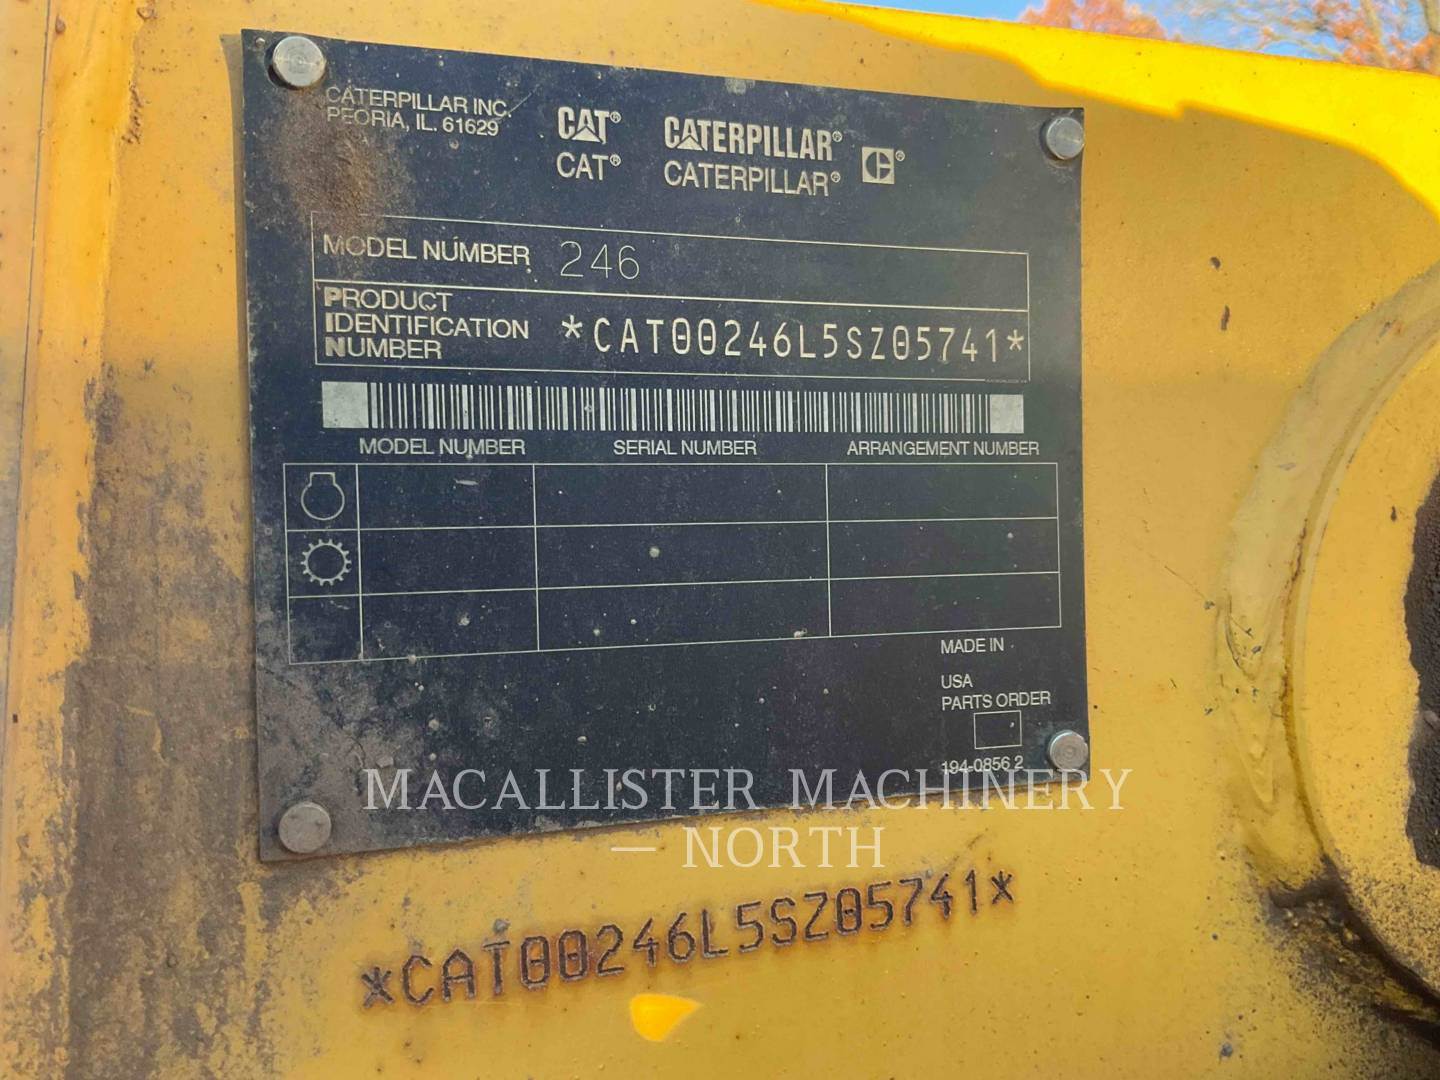 CATERPILLAR INC.
PEORIA, IL. 61629
CAT® CATERPILLAR® ®
CAT® CATERPILLAR®
MODEL NUMBER 246
PRODUCT
IDENTIFICATION
NUMBER
*CAT00246L5SZ05741*
MODEL NUMBER SERIAL NUMBER ARRANGEMENT NUMBER
MADE IN
USA
PARTS ORDER
194-0856 2
MACALLISTER MACHINERY
— NORTH
*CAT00246L5SZ05741*